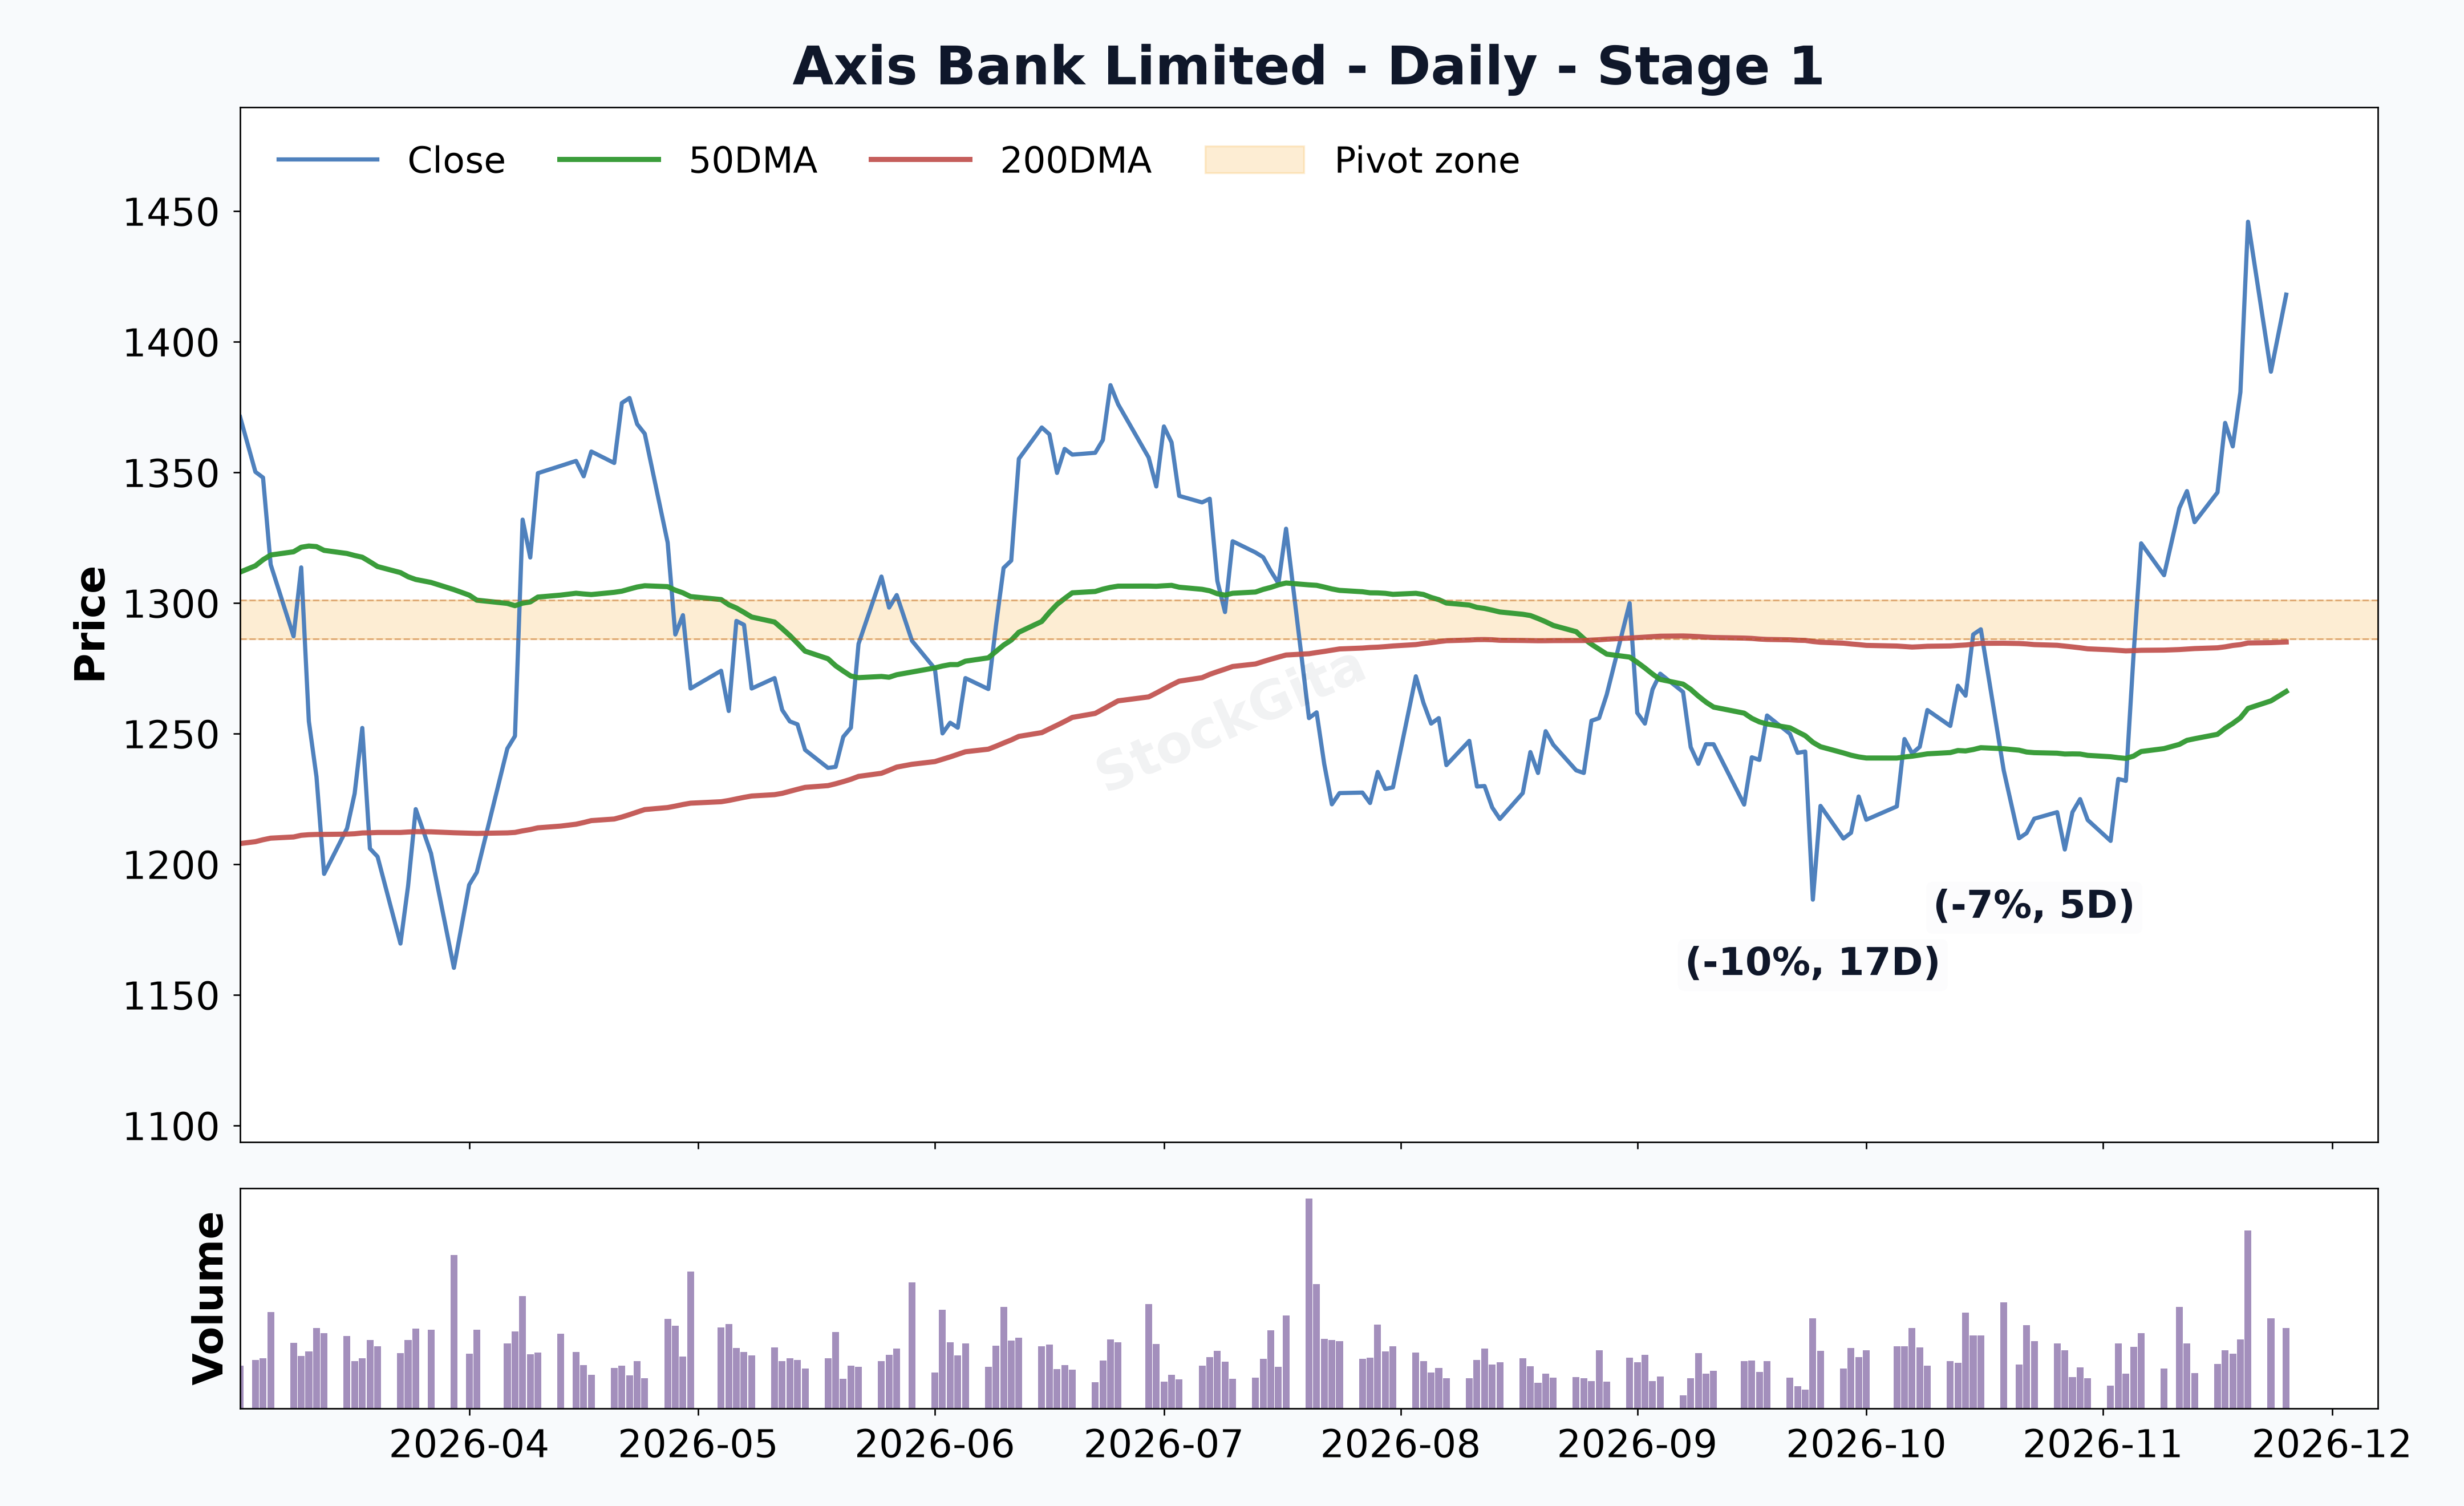 Axis Bank Limited - Daily - Stage 1
Close 50DMA 200DMA Pivot zone
1450
1400
1350
1300
1250
1200
1150
1100
Price
StockGita
(-7%, 5D)
(-10%, 17D)
Volume
2026-04 2026-05 2026-06 2026-07 2026-08 2026-09 2026-10 2026-11 2026-12